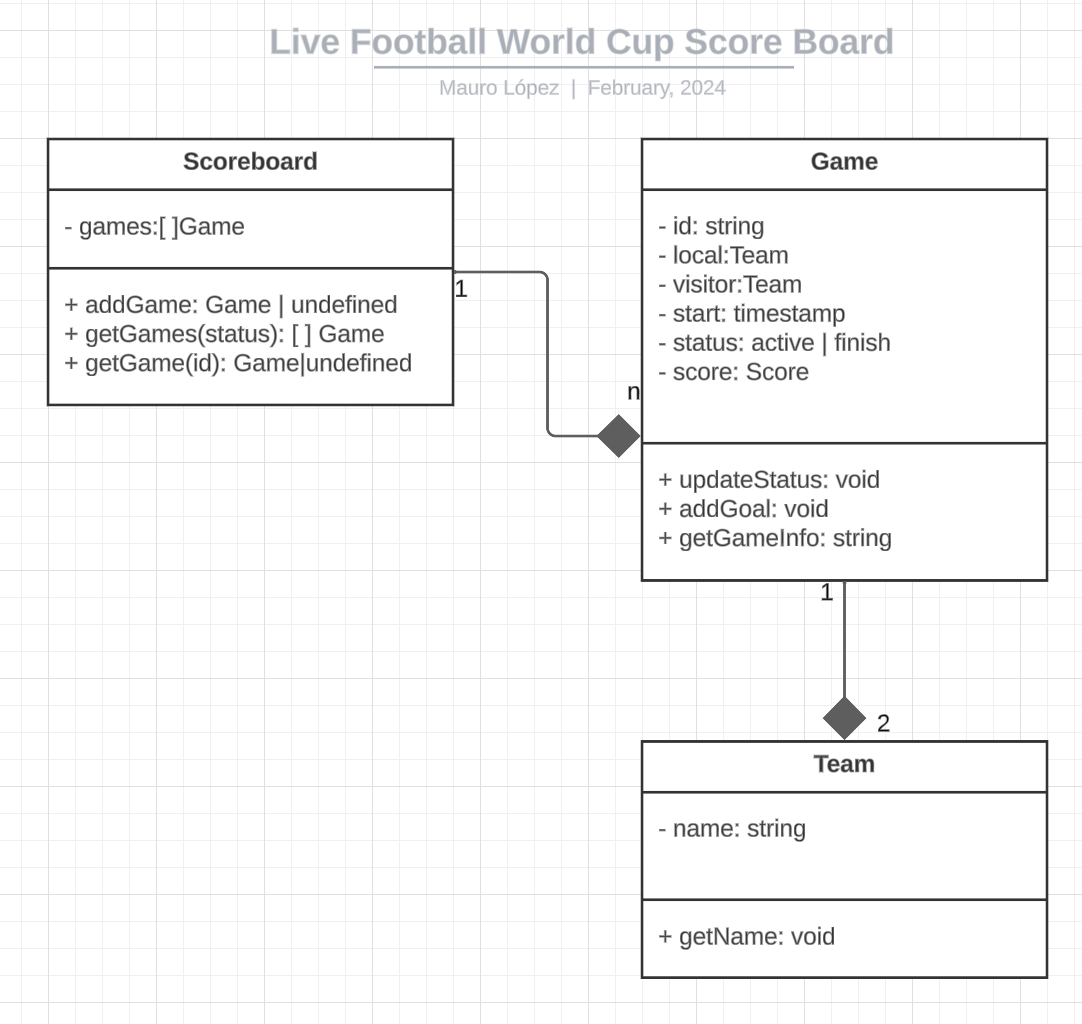 Live Football World Cup Score Board
Mauro López | February, 2024
Scoreboard
- games:[ ]Game
+ addGame: Game | undefined
+ getGames(status): [ ] Game
+ getGame(id): Game|undefined
1
n
Game
- id: string
- local:Team
- visitor:Team
- start: timestamp
- status: active | finish
- score: Score
+ updateStatus: void
+ addGoal: void
+ getGameInfo: string
1
2
Team
- name: string
+ getName: void